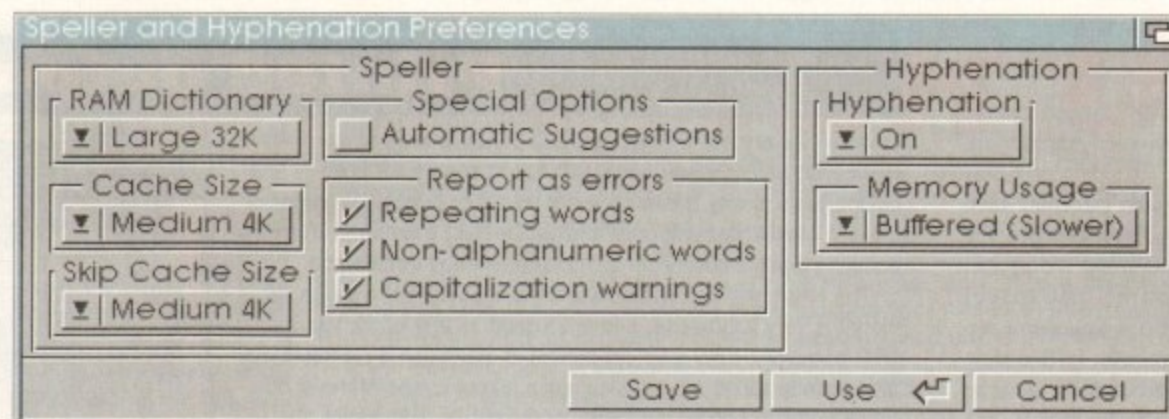 Speller and Hyphenation Preferences
Speller
RAM Dictionary
Large 32K
Cache Size
Medium 4K
Skip Cache Size
Medium 4K
Special Options
Automatic Suggestions
Report as errors
Repeating words
Non-alphanumeric words
Capitalization warnings
Hyphenation
Hyphenation
On
Memory Usage
Buffered (Slower)
Save
Use
Cancel